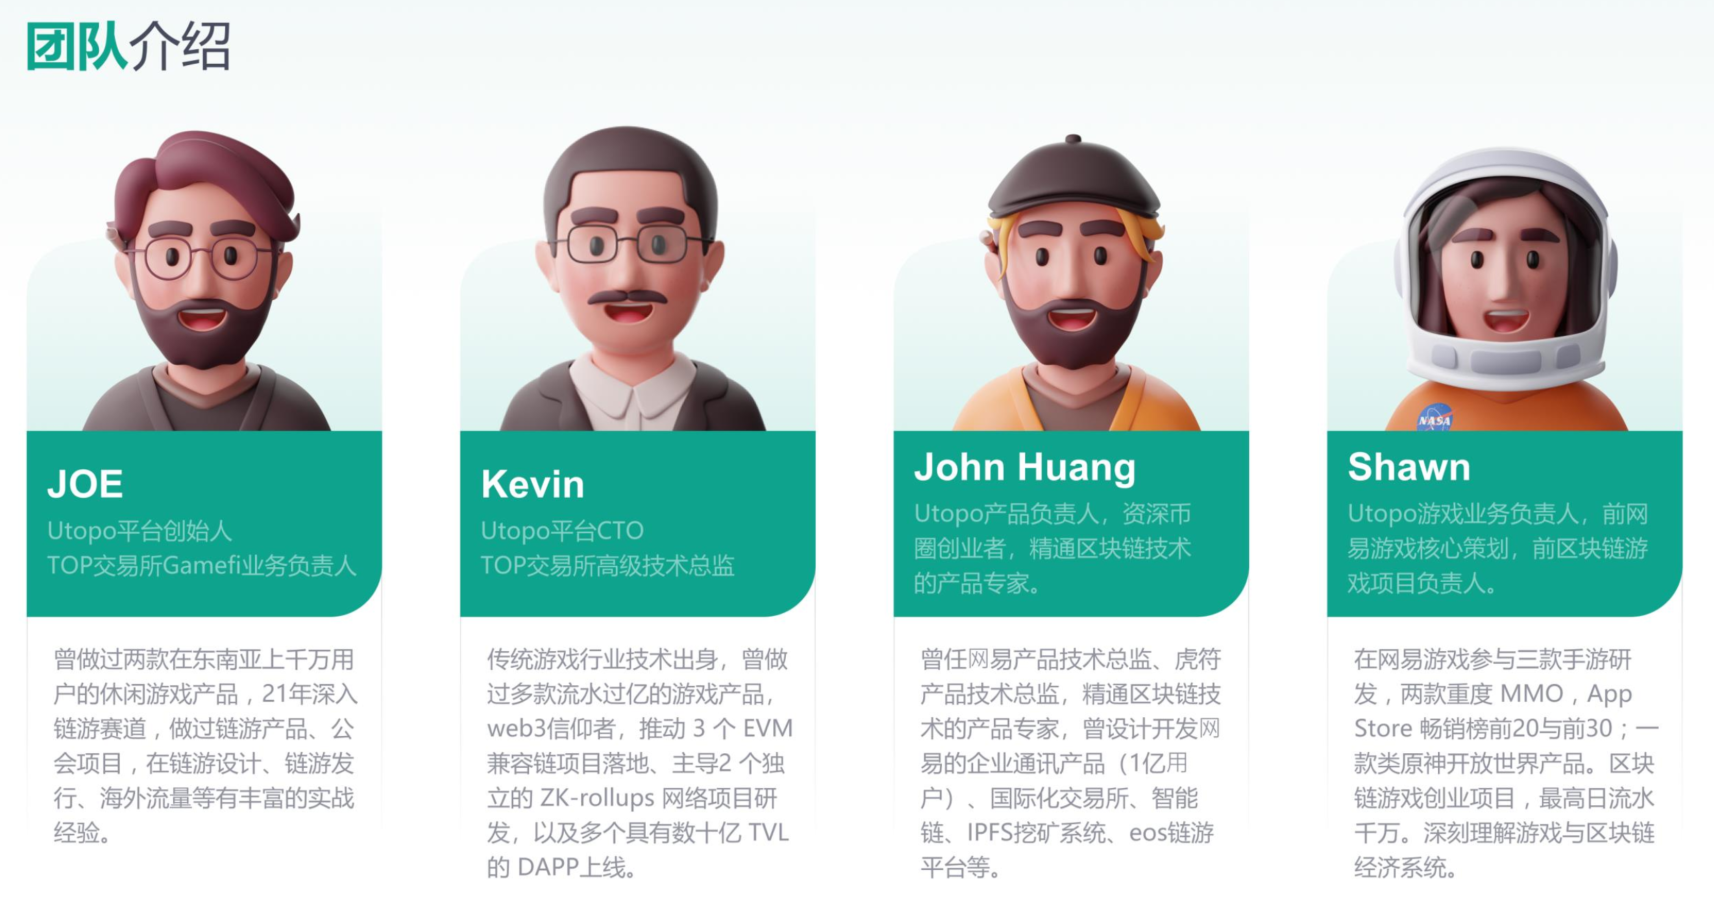 团队介绍
JOE
Utopo平台创始人
TOP交易所Gamefi业务负责人
曾做过两款在东南亚上千万用
户的休闲游戏产品，21年深入
链游赛道，做过链游产品、公
会项目，在链游设计、链游发
行、海外流量等有丰富的实战
经验。
Kevin
Utopo平台CTO
TOP交易所高级技术总监
传统游戏行业技术出身，曾做
过多款流水过亿的游戏产品，
web3信仰者，推动 3 个 EVM
兼容链项目落地、主导2 个独
立的 ZK-rollups 网络项目研
发，以及多个具有数十亿 TVL
的 DAPP上线。
John Huang
Utopo产品负责人，资深币
圈创业者，精通区块链技术
的产品专家。
曾任网易产品技术总监、虎符
产品技术总监，精通区块链技
术的产品专家，曾设计开发网
易的企业通讯产品（1亿用
户）、国际化交易所、智能
链、IPFS挖矿系统、eos链游
平台等。
NASA
Shawn
Utopo游戏业务负责人，前网
易游戏核心策划，前区块链游
戏项目负责人。
在网易游戏参与三款手游研
发，两款重度 MMO，App
Store 畅销榜前20与前30；一
款类原神开放世界产品。区块
链游戏创业项目，最高日流水
千万。深刻理解游戏与区块链
经济系统。